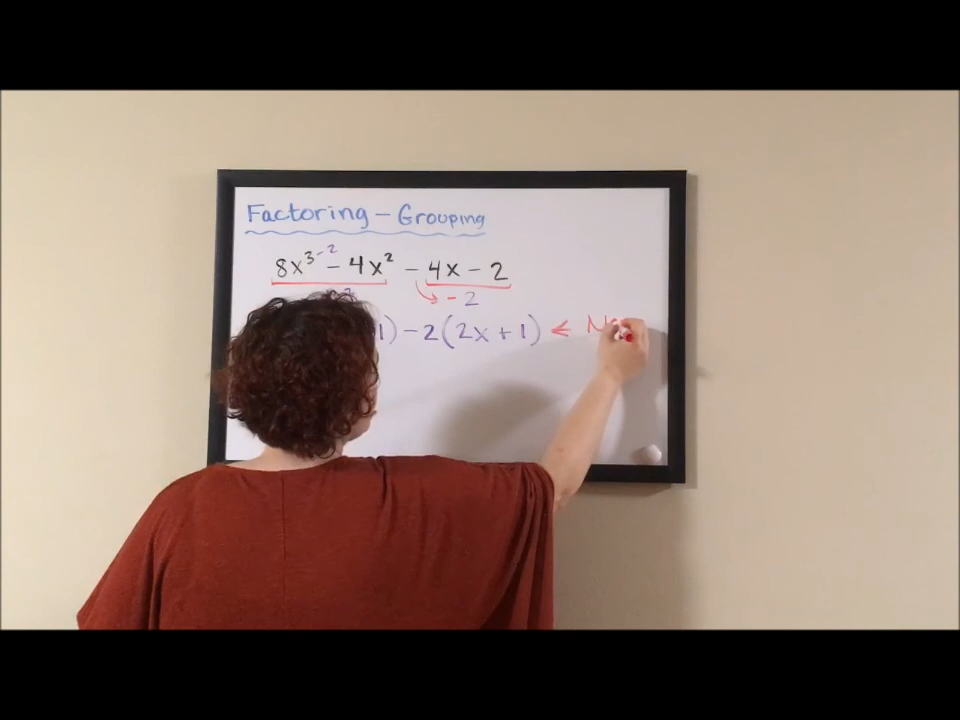 Factoring - Grouping
8x³⁻² - 4x² - 4x - 2
- 2
1) - 2(2x + 1) ←